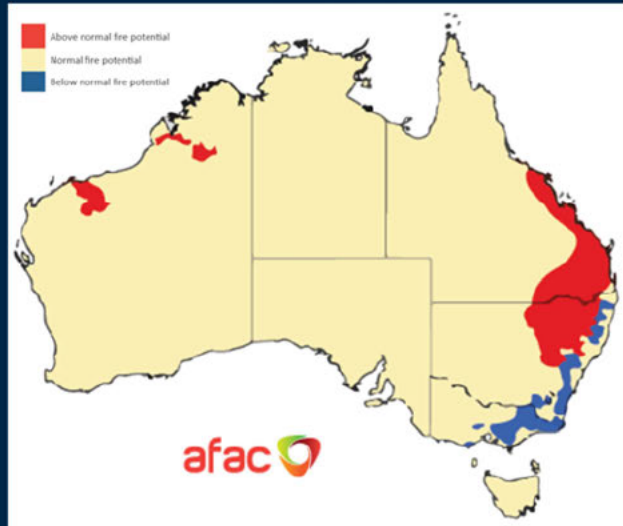 Above normal fire potential
Normal fire potential
Below normal fire potential
afac